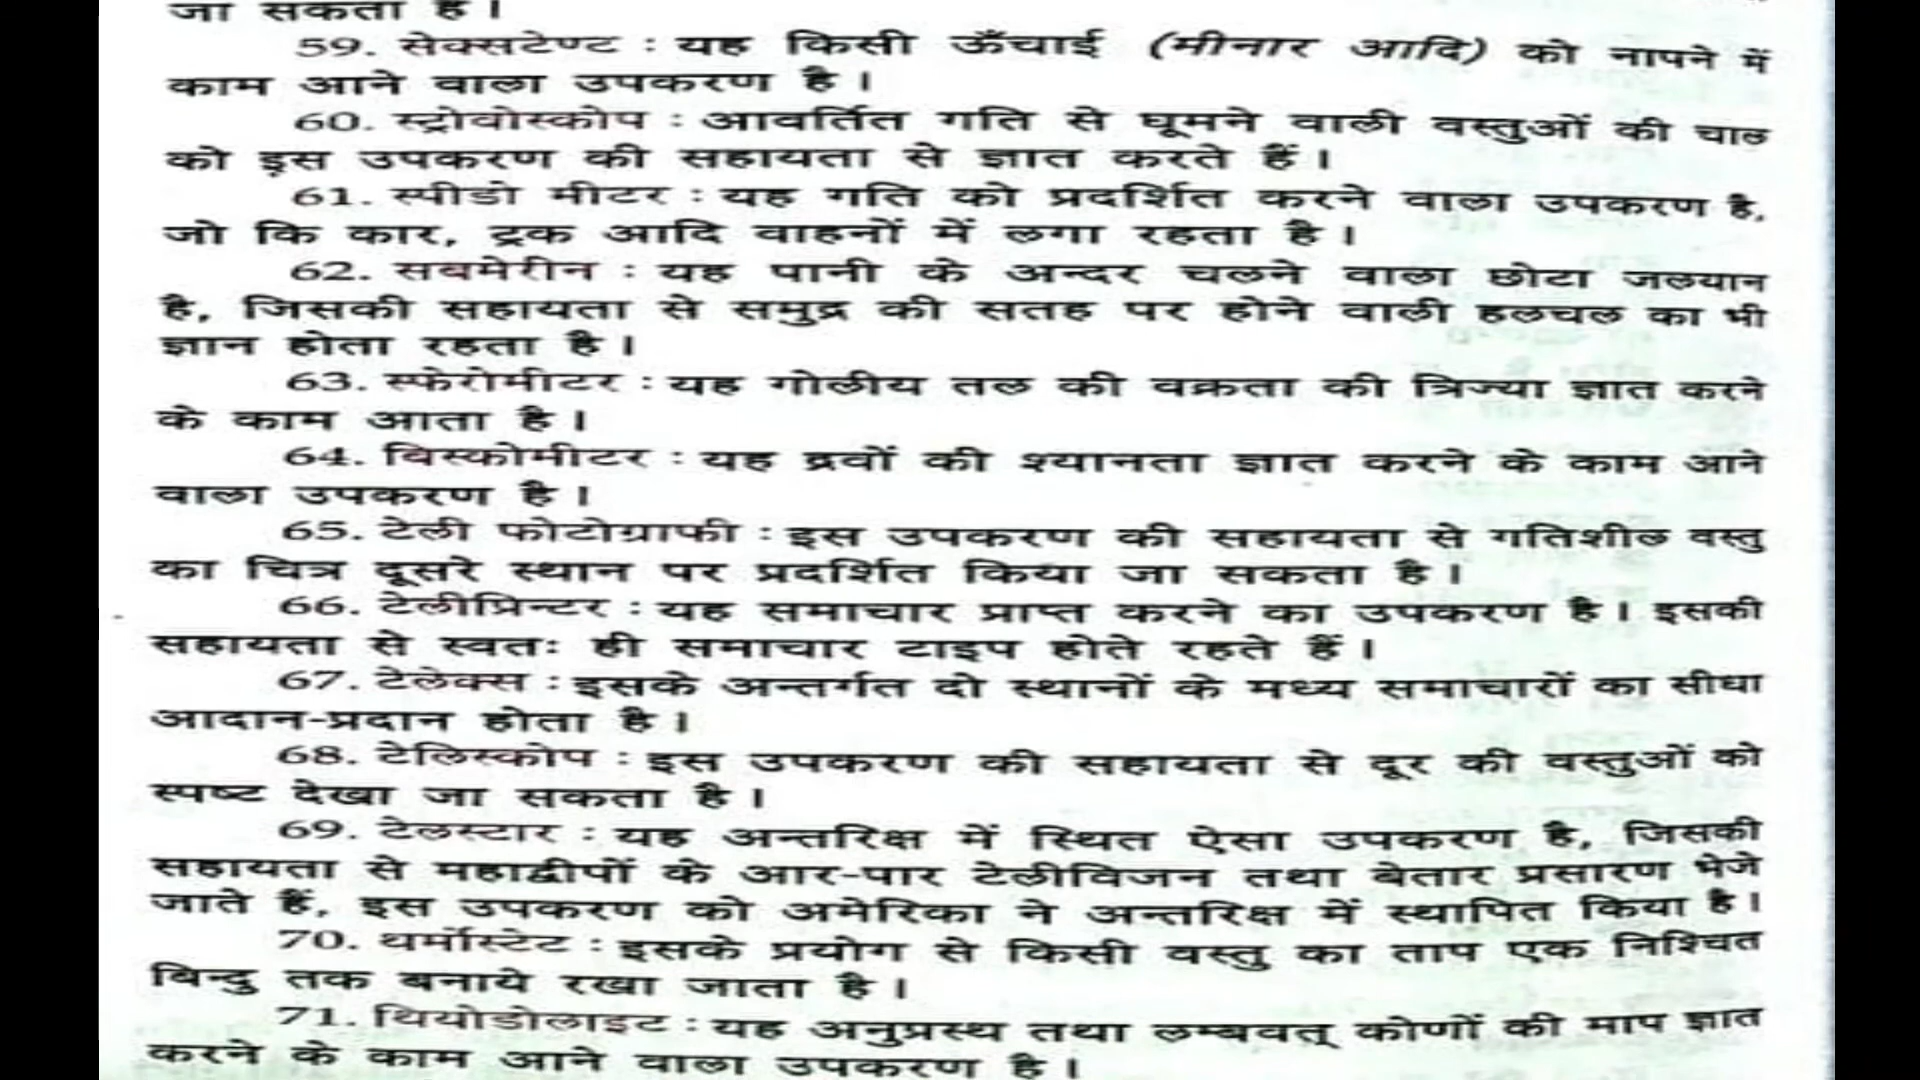 जा सकता है।
59. सेक्सटेण्ट : यह किसी ऊँचाई (मीनार आदि) को नापने में
काम आने वाला उपकरण है।
60. स्ट्रोवोस्कोप : आवर्तित गति से घूमने वाली वस्तुओं की चाल
को इस उपकरण की सहायता से ज्ञात करते हैं।
61. स्पीडो मीटर : यह गति को प्रदर्शित करने वाला उपकरण है,
जो कि कार, ट्रक आदि वाहनों में लगा रहता है।
62. सबमेरीन : यह पानी के अन्दर चलने वाला छोटा जलयान
है, जिसकी सहायता से समुद्र की सतह पर होने वाली हलचल का भी
ज्ञान होता रहता है।
63. स्फेरोमीटर : यह गोलीय तल की वक्रता की त्रिज्या ज्ञात करने
के काम आता है।
64. विस्कोमीटर : यह द्रवों की श्यानता ज्ञात करने के काम आने
वाला उपकरण है।
65. टेली फोटोग्राफी : इस उपकरण की सहायता से गतिशील वस्तु
का चित्र दूसरे स्थान पर प्रदर्शित किया जा सकता है।
66. टेलीप्रिन्टर : यह समाचार प्राप्त करने का उपकरण है। इसकी
सहायता से स्वतः ही समाचार टाइप होते रहते हैं।
67. टेलेक्स : इसके अन्तर्गत दो स्थानों के मध्य समाचारों का सीधा
आदान-प्रदान होता है।
68. टेलिस्कोप : इस उपकरण की सहायता से दूर की वस्तुओं को
स्पष्ट देखा जा सकता है।
69. टेलस्टार : यह अन्तरिक्ष में स्थित ऐसा उपकरण है, जिसकी
सहायता से महाद्वीपों के आर-पार टेलीविजन तथा बेतार प्रसारण भेजे
जाते हैं, इस उपकरण को अमेरिका ने अन्तरिक्ष में स्थापित किया है।
70. थर्मोस्टेट : इसके प्रयोग से किसी वस्तु का ताप एक निश्चित
बिन्दु तक बनाये रखा जाता है।
71. थियोडोलाइट : यह अनुप्रस्थ तथा लम्बवत् कोणों की माप ज्ञात
करने के काम आने वाला उपकरण है।